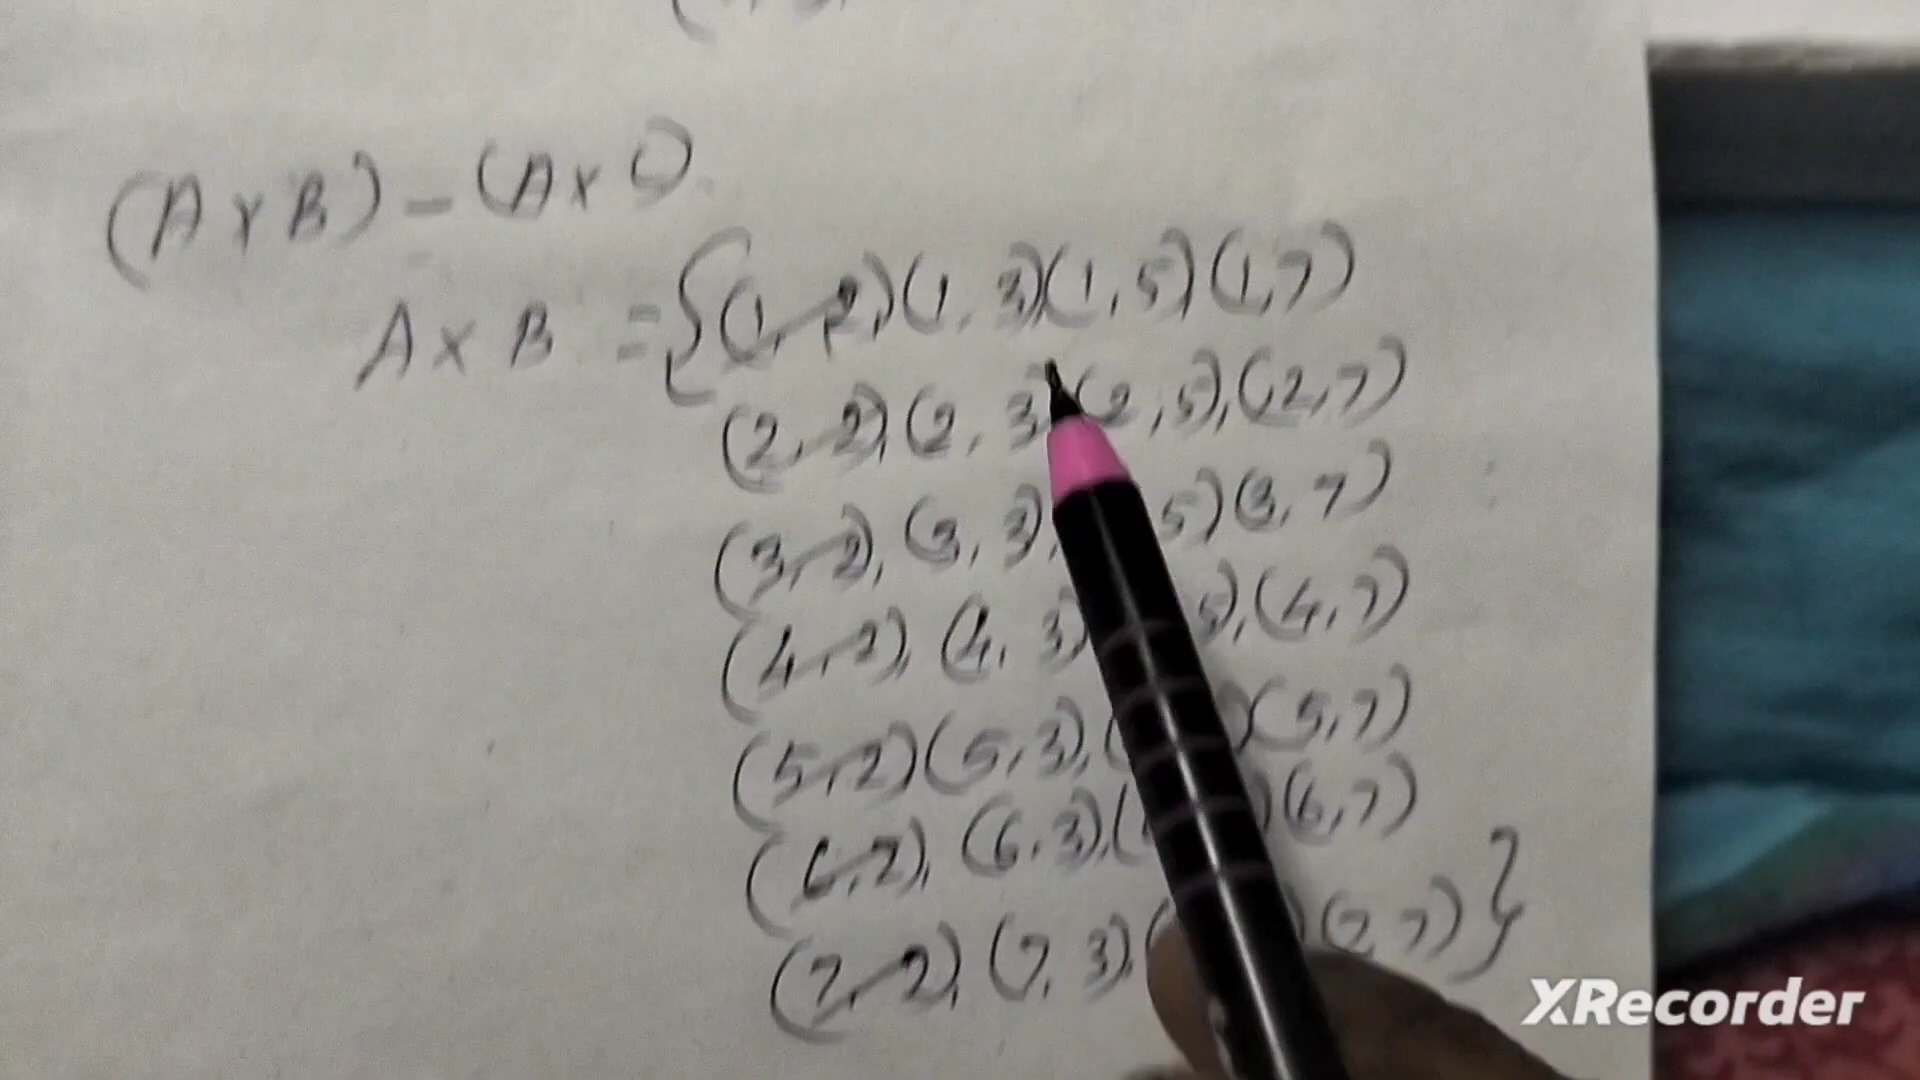 (A x B) - (A x C)
A x B = {(1, 2), (1, 3)(1, 5)(1, 7)
(2, 2), (2, 3) (2, 5), (2, 7)
(3, 2), (3, 3), 5) (3, 7)
(4, 2), (4, 3) 5), (4, 7)
(5, 2) (5, 3), ( ) (5, 7)
(6, 2), (6, 3), ( ) (6, 7)
(7, 2), (7, 3) ( ) (7 7) }
XRecorder